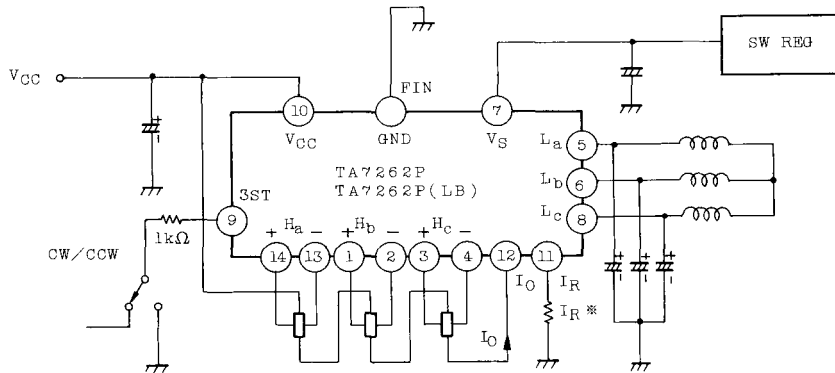 FIN
SW REG
VCC
10
7
VCC
GND
VS
La
5
TA7262P
TA7262P(LB)
Lb
6
3ST
Lc
8
9
1kΩ
CW/CCW
+ Ha −
+ Hb −
+ Hc −
14
13
1
2
3
4
12
11
IO
IR
IO
IR※
+
-
+
-
+
-
+
-